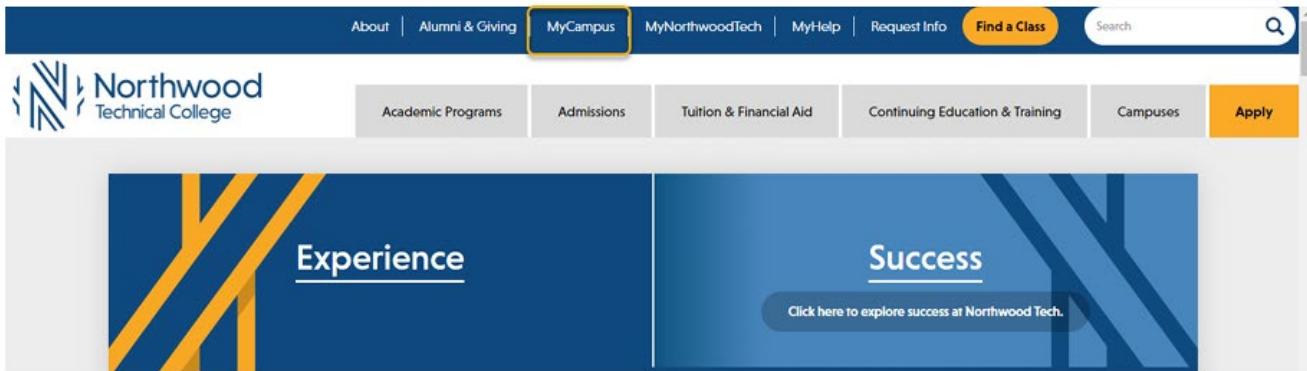 About Alumni & Giving MyCampus MyNorthwoodTech MyHelp Request Info Find a Class Search
Northwood
Technical College
Academic Programs Admissions Tuition & Financial Aid Continuing Education & Training Campuses Apply
Experience Success
Click here to explore success at Northwood Tech.